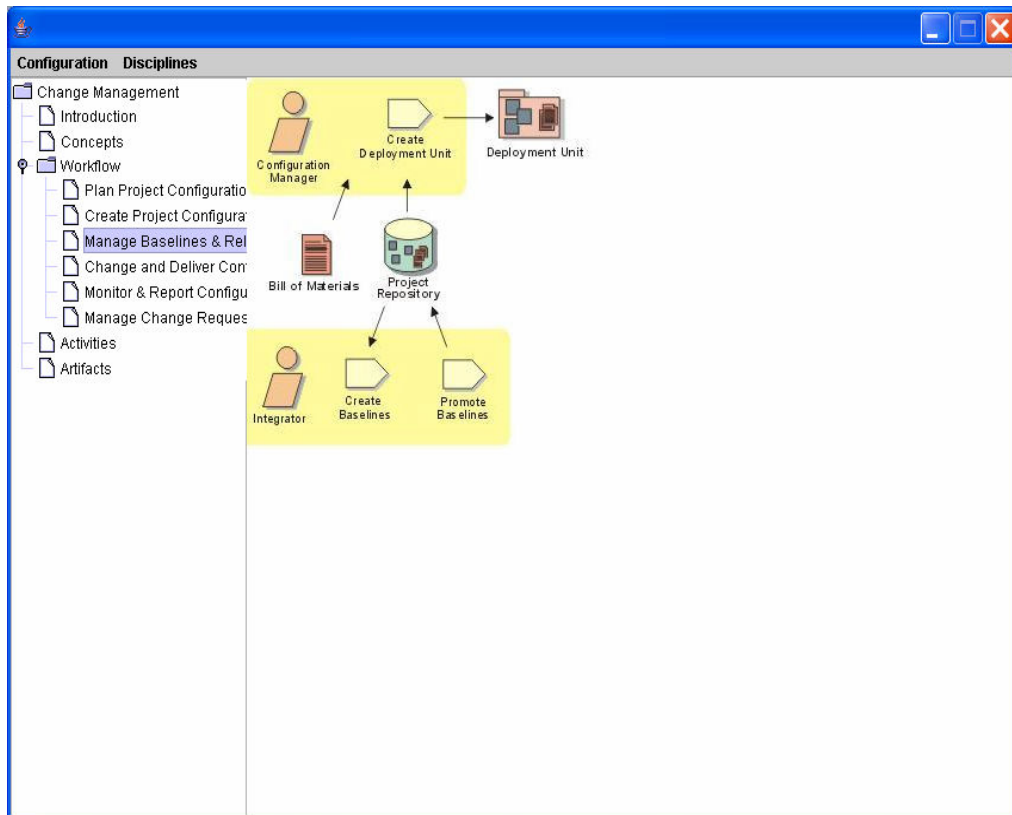 Configuration Disciplines
Change Management
Introduction
Concepts
Workflow
Plan Project Configuratio
Create Project Configura
Manage Baselines & Rel
Change and Deliver Con
Monitor & Report Configu
Manage Change Reques
Activities
Artifacts
Configuration
Manager
Create
Deployment Unit
Deployment Unit
Bill of Materials
Project
Repository
Integrator
Create
Baselines
Promote
Baselines